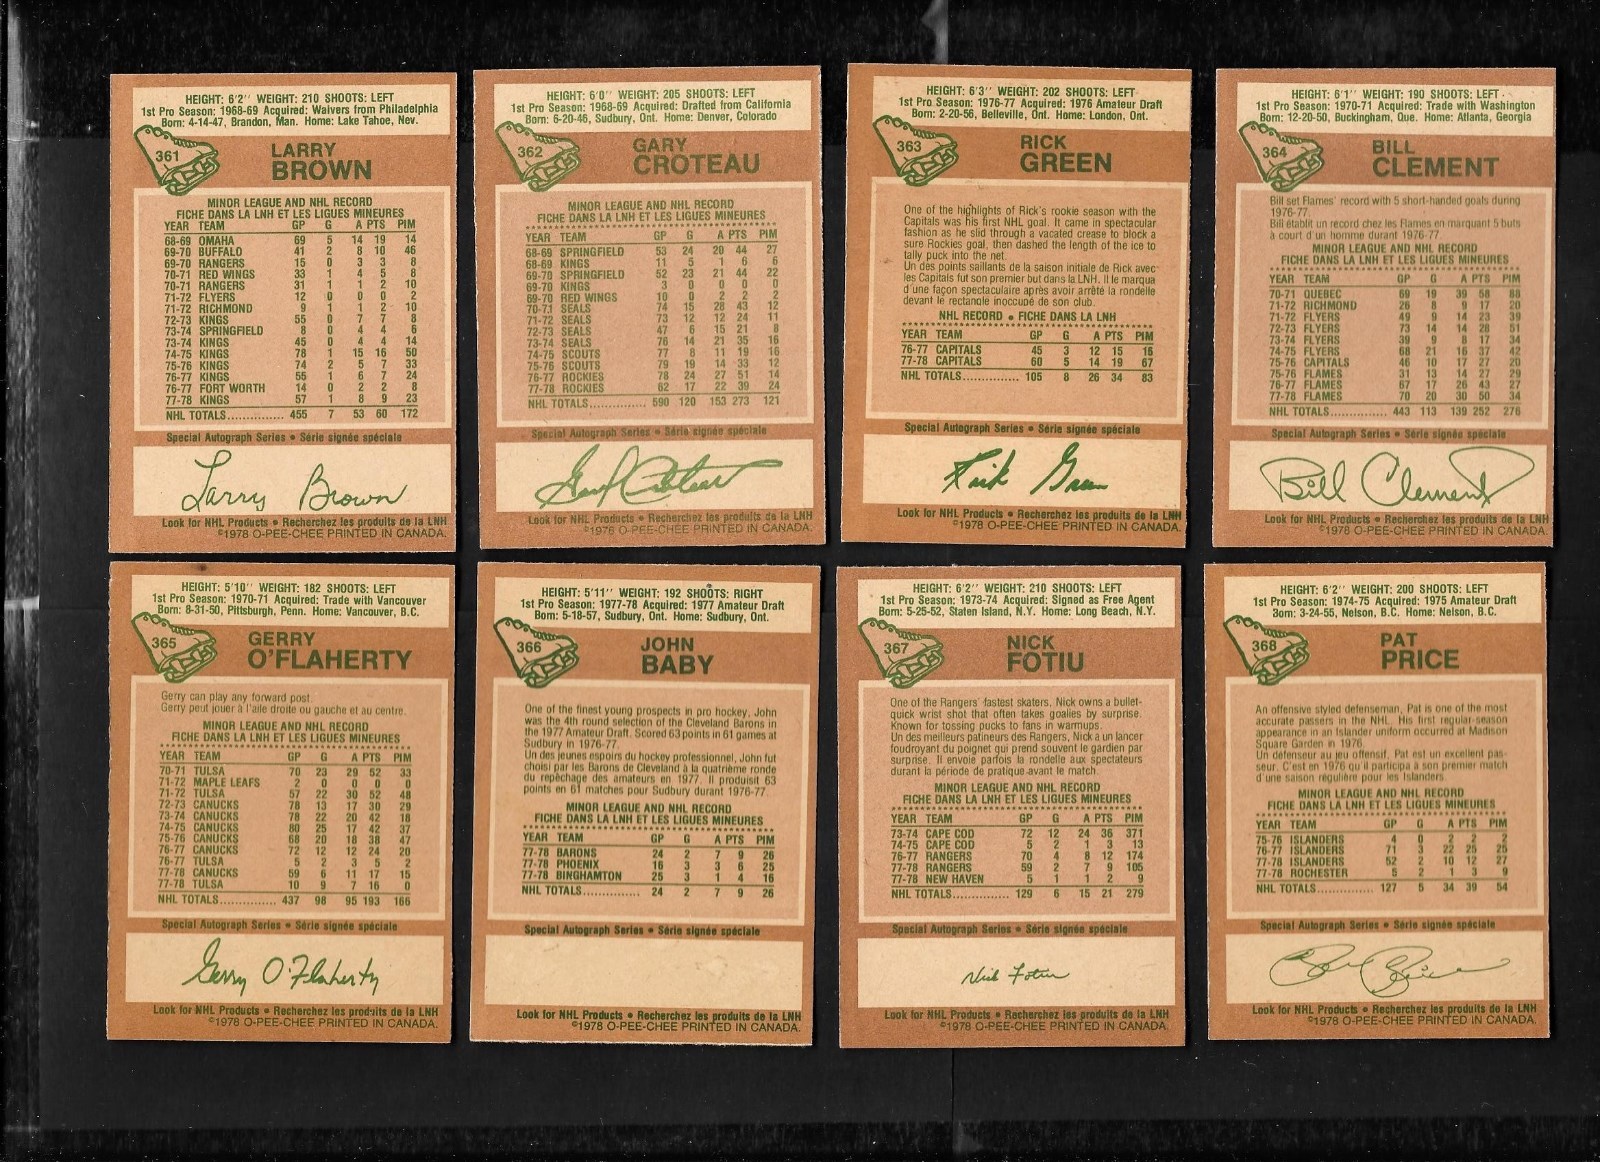 HEIGHT: 6'2'' WEIGHT: 210 SHOOTS: LEFT
1st Pro Season: 1968-69 Acquired: Waivers from Philadelphia
Born: 4-14-47, Brandon, Man. Home: Lake Tahoe, Nev.
361
LARRY
BROWN
MINOR LEAGUE AND NHL RECORD
FICHE DANS LA LNH ET LES LIGUES MINEURES
YEAR TEAM GP G A PTS PIM
68-69 OMAHA 69 5 14 19 14
69-70 BUFFALO 41 2 8 10 46
69-70 RANGERS 15 0 3 3 8
70-71 RED WINGS 33 1 4 5 8
70-71 RANGERS 31 1 1 2 10
71-72 FLYERS 12 0 0 0 2
71-72 RICHMOND 9 1 1 2 10
72-73 KINGS 55 0 7 7 8
73-74 SPRINGFIELD 8 0 4 4 6
73-74 KINGS 45 0 4 4 14
74-75 KINGS 78 1 15 16 50
75-76 KINGS 74 2 5 7 33
76-77 KINGS 55 1 6 7 24
76-77 FORT WORTH 14 0 2 2 8
77-78 KINGS 57 1 8 9 23
NHL TOTALS.............. 455 7 53 60 172
Special Autograph Series • Série signée spéciale
Larry Brown
Look for NHL Products • Recherchez les produits de la LNH
©1978 O-PEE-CHEE PRINTED IN CANADA.
HEIGHT: 6'0'' WEIGHT: 205 SHOOTS: LEFT
1st Pro Season: 1968-69 Acquired: Drafted from California
Born: 6-20-46, Sudbury, Ont. Home: Denver, Colorado
362
GARY
CROTEAU
MINOR LEAGUE AND NHL RECORD
FICHE DANS LA LNH ET LES LIGUES MINEURES
YEAR TEAM GP G A PTS PIM
68-69 SPRINGFIELD 53 24 20 44 27
68-69 KINGS 11 5 1 6 6
69-70 SPRINGFIELD 52 23 21 44 22
69-70 KINGS 3 0 0 0 0
69-70 RED WINGS 10 0 2 2 2
70-71 SEALS 74 15 28 43 12
71-72 SEALS 73 12 12 24 11
72-73 SEALS 47 6 15 21 8
73-74 SEALS 76 14 21 35 16
74-75 SCOUTS 77 8 11 19 16
75-76 SCOUTS 79 19 14 33 12
76-77 ROCKIES 78 24 27 51 14
77-78 ROCKIES 62 17 22 39 24
NHL TOTALS.............. 590 120 153 273 121
Special Autograph Series • Série signée spéciale
Gary Croteau
Look for NHL Products • Recherchez les produits de la LNH
©1978 O-PEE-CHEE PRINTED IN CANADA.
HEIGHT: 6'3'' WEIGHT: 202 SHOOTS: LEFT
1st Pro Season: 1976-77 Acquired: 1976 Amateur Draft
Born: 2-20-56, Belleville, Ont. Home: London, Ont.
363
RICK
GREEN
One of the highlights of Rick's rookie season with the
Capitals was his first NHL goal. It came in spectacular
fashion as he slid through a vacated crease to block a
sure Rockies goal, then dashed the length of the ice to
tally puck into the net.
Un des points saillants de la saison initiale de Rick avec
les Capitals fut son premier but dans la LNH. Il le marqua
d'une façon spectaculaire après avoir arrêté la rondelle
devant le rectangle inoccupé de son club.
NHL RECORD • FICHE DANS LA LNH
YEAR TEAM GP G A PTS PIM
76-77 CAPITALS 45 3 12 15 16
77-78 CAPITALS 60 5 14 19 67
NHL TOTALS 105 8 26 34 83
Special Autograph Series • Série signée spéciale
Rick Green
Look for NHL Products • Recherchez les produits de la LNH
©1978 O-PEE-CHEE PRINTED IN CANADA.
HEIGHT: 6'1'' WEIGHT: 190 SHOOTS: LEFT
1st Pro Season: 1970-71 Acquired: Trade with Washington
Born: 12-20-50, Buckingham, Que. Home: Atlanta, Georgia
364
BILL
CLEMENT
Bill set Flames' record with 5 short-handed goals during
1976-77.
Bill établit un record chez les Flames en marquant 5 buts
à court d'un homme durant 1976-77.
MINOR LEAGUE AND NHL RECORD
FICHE DANS LA LNH ET LES LIGUES MINEURES
YEAR TEAM GP G A PTS PIM
70-71 QUEBEC 69 19 39 58 88
71-72 RICHMOND 26 8 9 17 20
71-72 FLYERS 49 9 14 23 39
72-73 FLYERS 73 14 14 28 51
73-74 FLYERS 39 9 8 17 34
74-75 FLYERS 68 21 16 37 42
75-76 CAPITALS 46 10 17 27 20
75-76 FLAMES 31 13 14 27 29
76-77 FLAMES 67 17 26 43 27
77-78 FLAMES 70 20 30 50 34
NHL TOTALS.............. 443 113 139 252 276
Special Autograph Series • Série signée spéciale
Bill Clement
Look for NHL Products • Recherchez les produits de la LNH
©1978 O-PEE-CHEE PRINTED IN CANADA.
HEIGHT: 5'10'' WEIGHT: 182 SHOOTS: LEFT
1st Pro Season: 1970-71 Acquired: Trade with Vancouver
Born: 8-31-50, Pittsburgh, Penn. Home: Vancouver, B.C.
365
GERRY
O'FLAHERTY
Gerry can play any forward post.
Gerry peut jouer à l'aile droite ou gauche et au centre.
MINOR LEAGUE AND NHL RECORD
FICHE DANS LA LNH ET LES LIGUES MINEURES
YEAR TEAM GP G A PTS PIM
70-71 TULSA 70 23 29 52 33
71-72 MAPLE LEAFS 2 0 0 0 0
71-72 TULSA 57 22 30 52 48
72-73 CANUCKS 78 13 17 30 29
73-74 CANUCKS 78 22 20 42 18
74-75 CANUCKS 80 25 17 42 37
75-76 CANUCKS 68 20 18 38 47
76-77 CANUCKS 72 12 12 24 20
76-77 TULSA 5 2 3 5 2
77-78 CANUCKS 59 6 11 17 15
77-78 TULSA 10 9 7 16 0
NHL TOTALS.............. 437 98 95 193 166
Special Autograph Series • Série signée spéciale
Gerry O'Flaherty
Look for NHL Products • Recherchez les produits de la LNH
©1978 O-PEE-CHEE PRINTED IN CANADA.
HEIGHT: 5'11'' WEIGHT: 192 SHOOTS: RIGHT
1st Pro Season: 1977-78 Acquired: 1977 Amateur Draft
Born: 5-18-57, Sudbury, Ont. Home: Sudbury, Ont.
366
JOHN
BABY
One of the finest young prospects in pro hockey, John
was the 4th round selection of the Cleveland Barons in
the 1977 Amateur Draft. Scored 63 points in 61 games at
Sudbury in 1976-77.
Un des jeunes espoirs du hockey professionnel, John fut
choisi par les Barons de Cleveland à la quatrième ronde
du repêchage des amateurs en 1977. Il produisit 63
points en 61 matches pour Sudbury durant 1976-77.
MINOR LEAGUE AND NHL RECORD
FICHE DANS LA LNH ET LES LIGUES MINEURES
YEAR TEAM GP G A PTS PIM
77-78 BARONS 24 2 7 9 26
77-78 PHOENIX 16 3 3 6 25
77-78 BINGHAMTON 25 3 1 4 16
NHL TOTALS.............. 24 2 7 9 26
Special Autograph Series • Série signée spéciale
Look for NHL Products • Recherchez les produits de la LNH
©1978 O-PEE-CHEE PRINTED IN CANADA.
HEIGHT: 6'2'' WEIGHT: 210 SHOOTS: LEFT
1st Pro Season: 1973-74 Acquired: Signed as Free Agent
Born: 5-25-52, Staten Island, N.Y. Home: Long Beach, N.Y.
367
NICK
FOTIU
One of the Rangers' fastest skaters, Nick owns a bullet-
quick wrist shot that often takes goalies by surprise.
Known for tossing pucks to fans in warmups.
Un des meilleurs patineurs des Rangers, Nick a un lancer
foudroyant du poignet qui prend souvent le gardien par
surprise. Il envoie parfois la rondelle aux spectateurs
durant la période de pratique avant le match.
MINOR LEAGUE AND NHL RECORD
FICHE DANS LA LNH ET LES LIGUES MINEURES
YEAR TEAM GP G A PTS PIM
73-74 CAPE COD 72 12 24 36 371
74-75 CAPE COD 5 2 1 3 13
76-77 RANGERS 70 4 8 12 174
77-78 RANGERS 59 2 7 9 105
77-78 NEW HAVEN 5 1 1 2 9
NHL TOTALS.............. 129 6 15 21 279
Special Autograph Series • Série signée spéciale
Nick Fotiu
Look for NHL Products • Recherchez les produits de la LNH
©1978 O-PEE-CHEE PRINTED IN CANADA.
HEIGHT: 6'2'' WEIGHT: 200 SHOOTS: LEFT
1st Pro Season: 1974-75 Acquired: 1975 Amateur Draft
Born: 3-24-55, Nelson, B.C. Home: Nelson, B.C.
368
PAT
PRICE
An offensive styled defenseman, Pat is one of the most
accurate passers in the NHL. His first regular-season
appearance in an Islander uniform occurred at Madison
Square Garden in 1976.
Un défenseur au jeu offensif, Pat est un excellent pas-
seur. C'est en 1976 qu'il participa à son premier match
d'une saison régulière pour les Islanders.
MINOR LEAGUE AND NHL RECORD
FICHE DANS LA LNH ET LES LIGUES MINEURES
YEAR TEAM GP G A PTS PIM
75-76 ISLANDERS 4 0 2 2 2
76-77 ISLANDERS 71 3 22 25 25
77-78 ISLANDERS 52 2 10 12 27
77-78 ROCHESTER 5 2 1 3 9
NHL TOTALS.............. 127 5 34 39 54
Special Autograph Series • Série signée spéciale
Look for NHL Products • Recherchez les produits de la LNH
©1978 O-PEE-CHEE PRINTED IN CANADA.